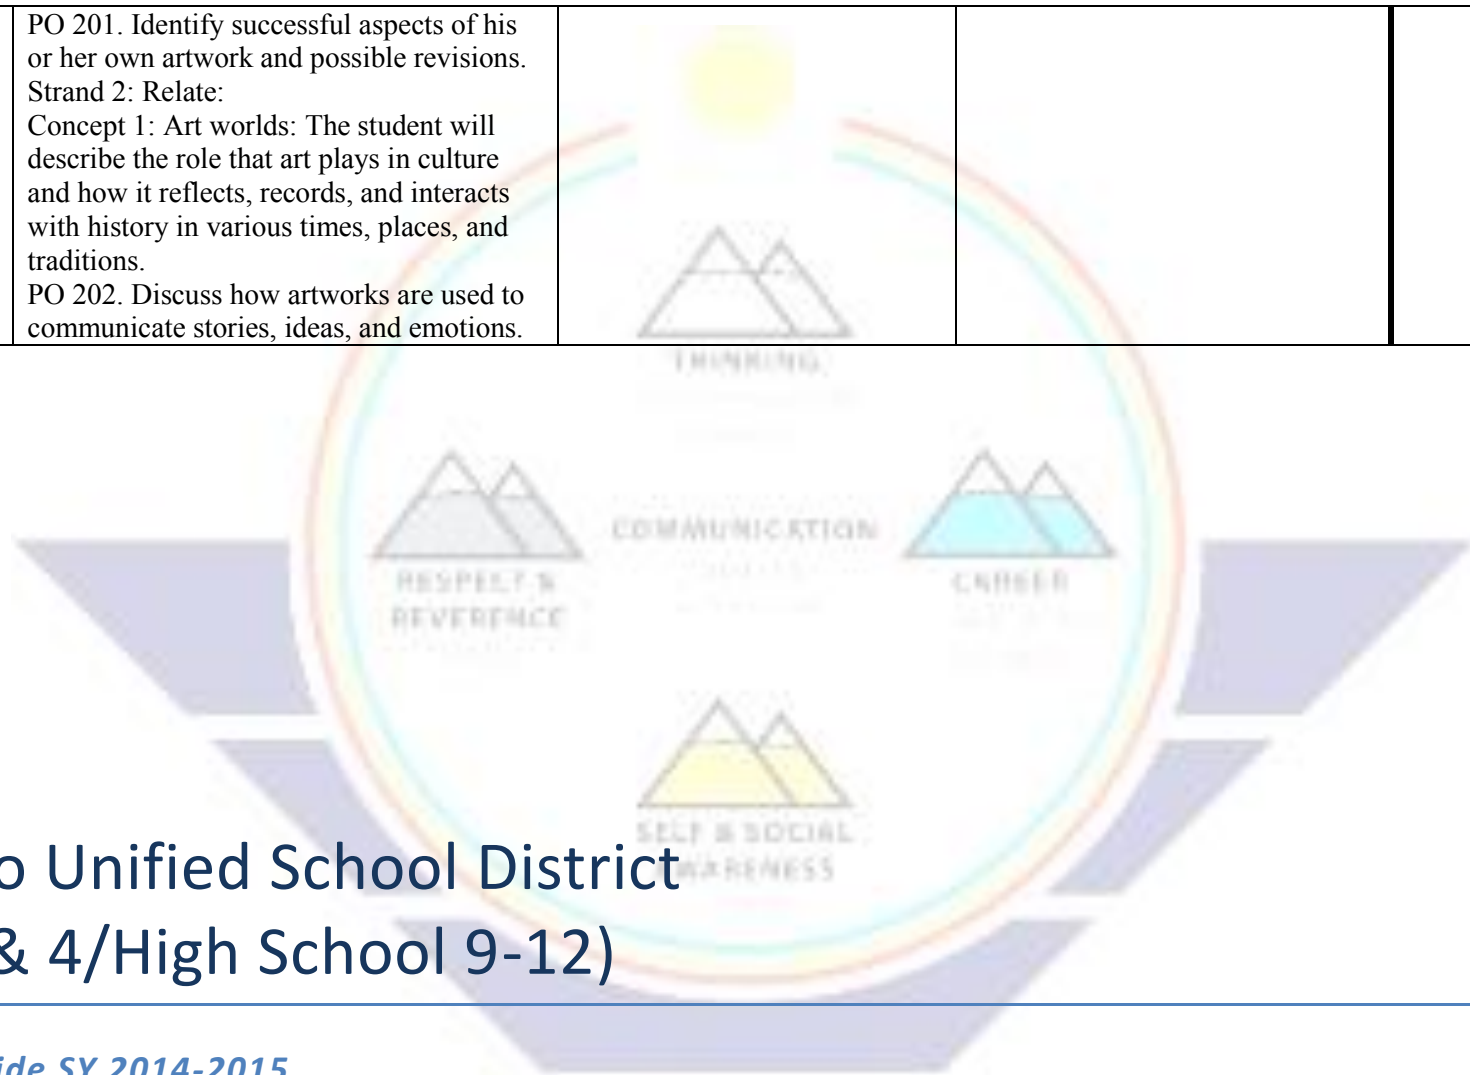 PO 201. Identify successful aspects of his
or her own artwork and possible revisions.
Strand 2: Relate:
Concept 1: Art worlds: The student will
describe the role that art plays in culture
and how it reflects, records, and interacts
with history in various times, places, and
traditions.
PO 202. Discuss how artworks are used to
communicate stories, ideas, and emotions.
THINKING
COMMUNICATION
RESPECT &
REVERENCE
CAREER
SELF & SOCIAL
AWARENESS
o Unified School District
& 4/High School 9-12)
ide SY 2014-2015